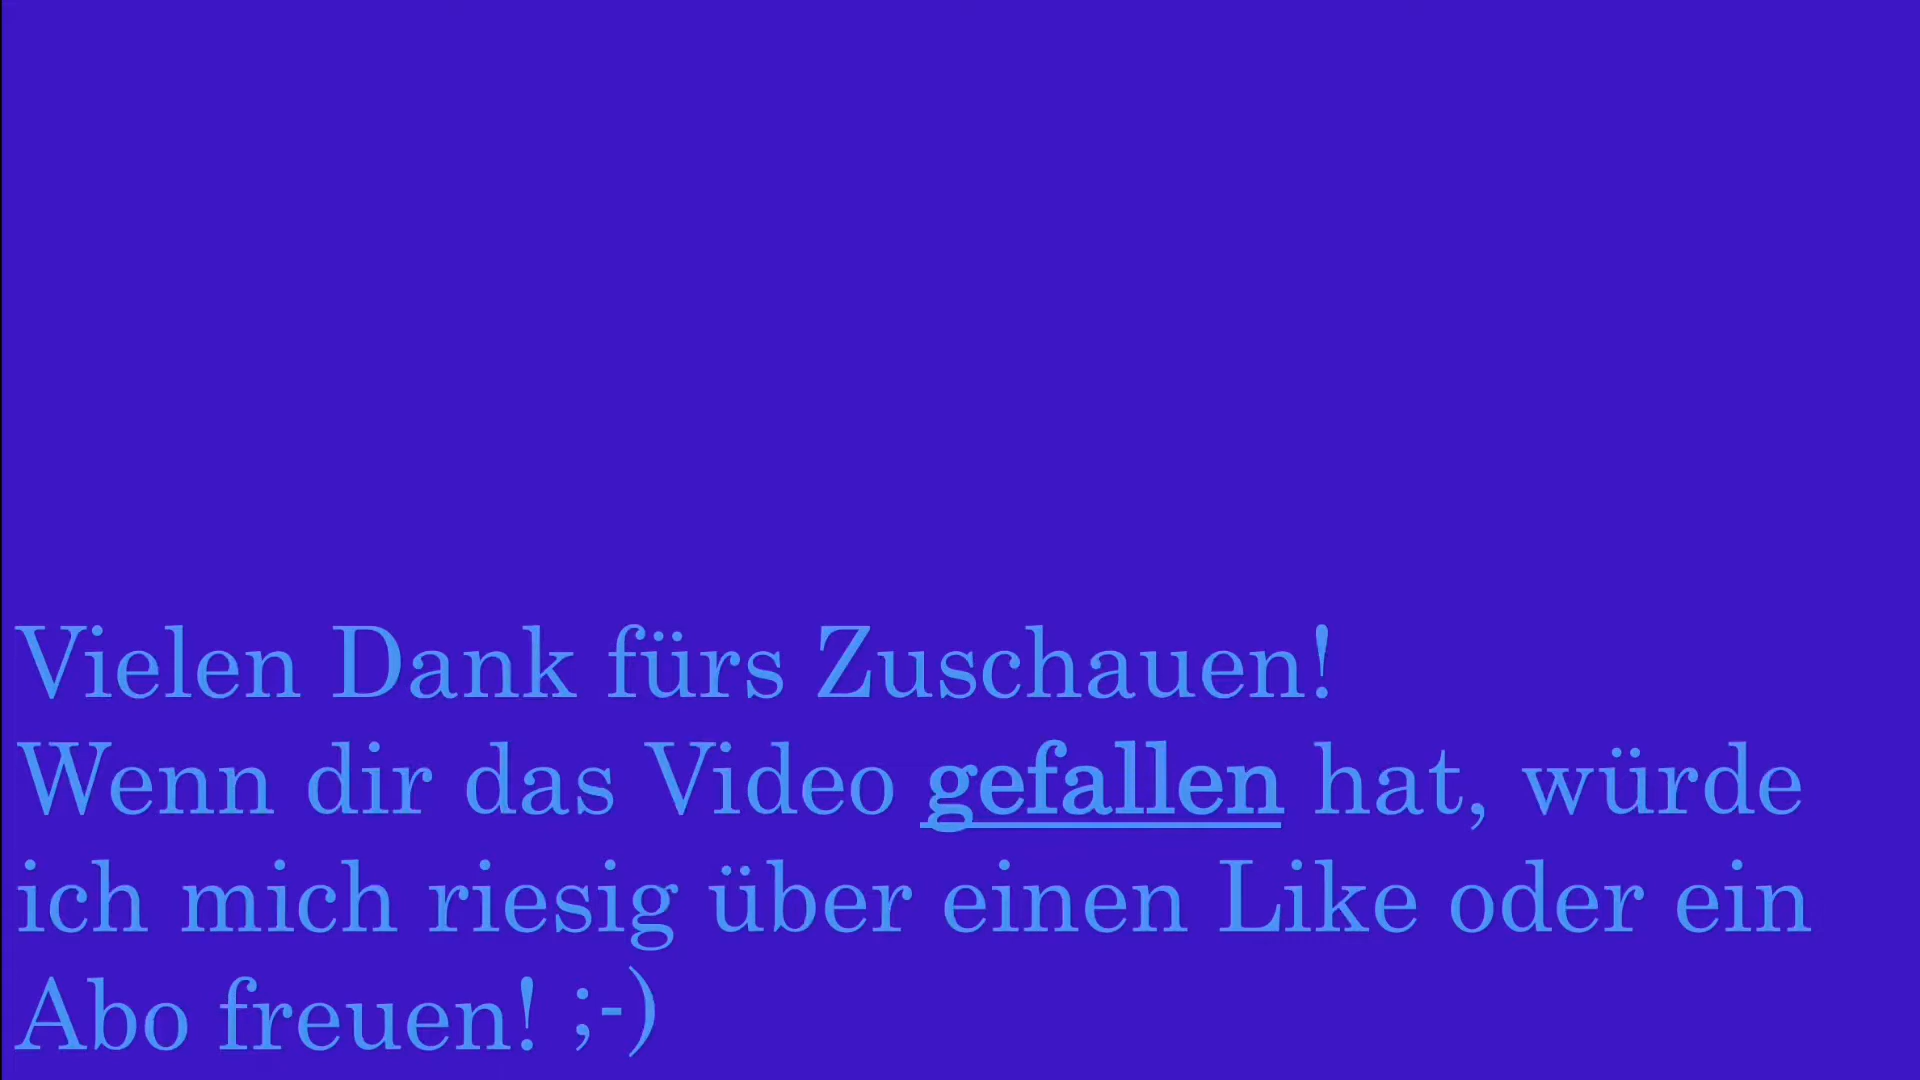 Vielen Dank fürs Zuschauen!
Wenn dir das Video gefallen hat, würde
ich mich riesig über einen Like oder ein
Abo freuen! ;-)